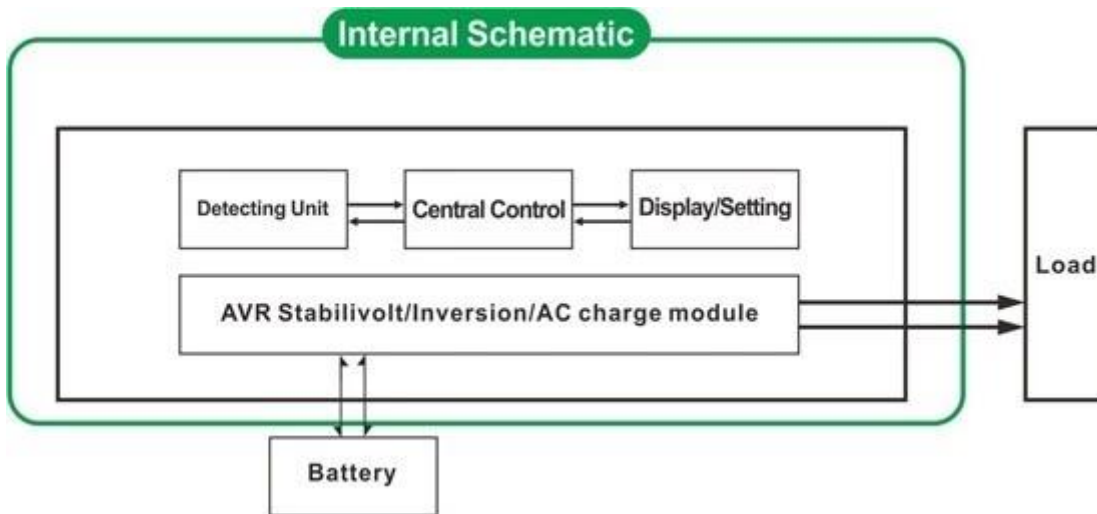 Internal Schematic
Detecting Unit
Central Control
Display/Setting
Load
AVR Stabilivolt/Inversion/AC charge module
Battery